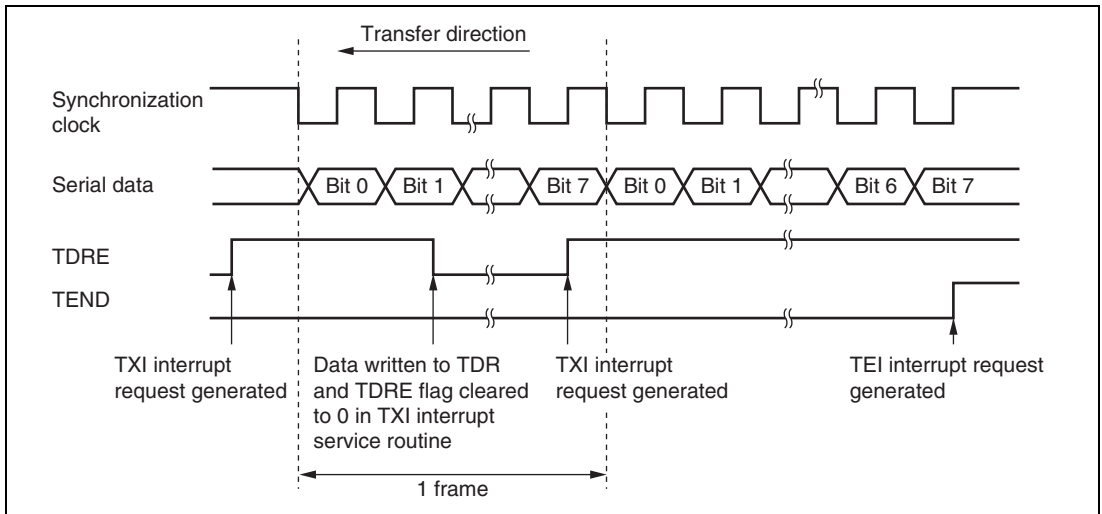 Transfer direction
Synchronization
clock
Serial data
Bit 0 Bit 1 Bit 7 Bit 0 Bit 1 Bit 6 Bit 7
TDRE
TEND
TXI interrupt
request generated
Data written to TDR
and TDRE flag cleared
to 0 in TXI interrupt
service routine
TXI interrupt
request generated
TEI interrupt request
generated
1 frame